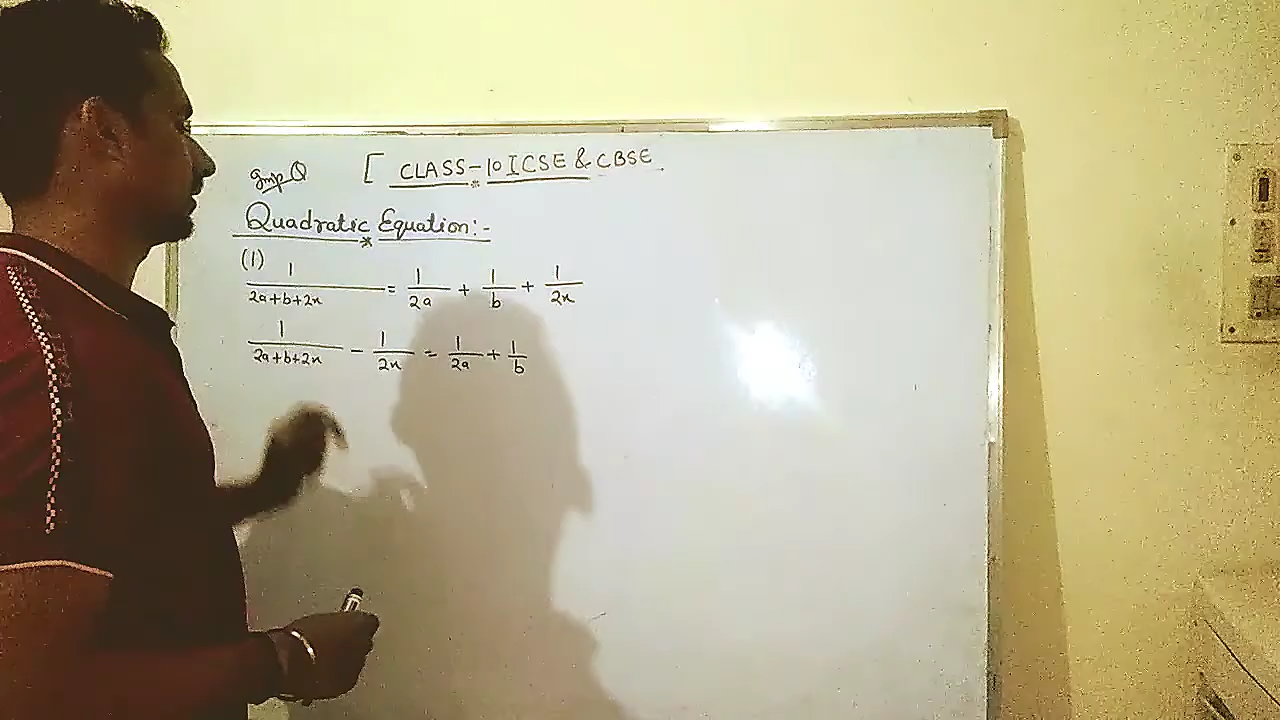 Imp Q [ CLASS-10 ICSE & CBSE
Quadratic Equation:-
(1) 1/(2a+b+2x) = 1/2a + 1/b + 1/2x
1/(2a+b+2x) - 1/2x = 1/2a + 1/b